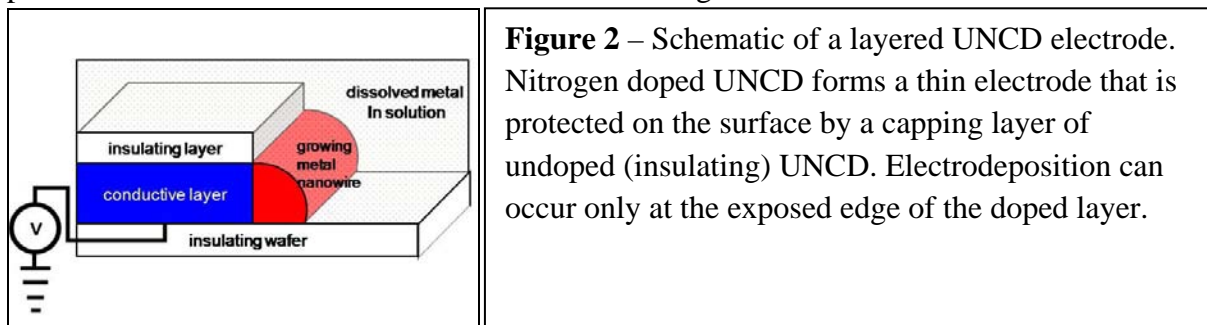 dissolved metal
In solution
insulating layer
growing
metal
nanowire
conductive layer
V
insulating wafer
Figure 2 – Schematic of a layered UNCD electrode.
Nitrogen doped UNCD forms a thin electrode that is
protected on the surface by a capping layer of
undoped (insulating) UNCD. Electrodeposition can
occur only at the exposed edge of the doped layer.